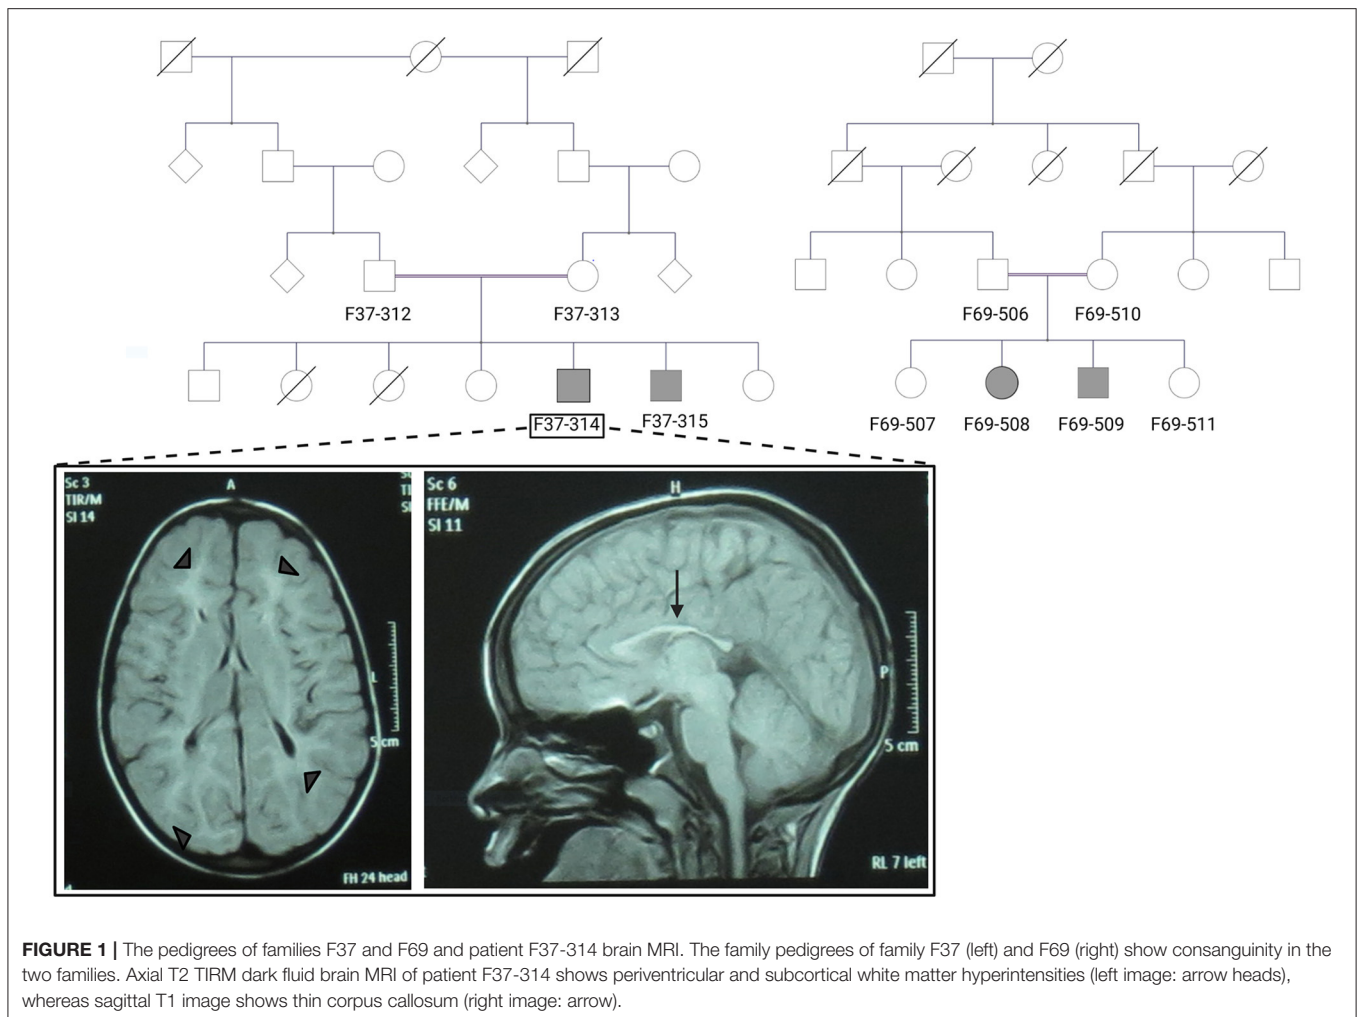 F37-312 F37-313 F69-506 F69-510
F37-314 F37-315 F69-507 F69-508 F69-509 F69-511
Sc 3
TIR/M
SI 14
A
L
5 cm
FH 24 head
Sc 6
FFE/M
SI 11
H
P
5 cm
RL 7 left
FIGURE 1 | The pedigrees of families F37 and F69 and patient F37-314 brain MRI. The family pedigrees of family F37 (left) and F69 (right) show consanguinity in the
two families. Axial T2 TIRM dark fluid brain MRI of patient F37-314 shows periventricular and subcortical white matter hyperintensities (left image: arrow heads),
whereas sagittal T1 image shows thin corpus callosum (right image: arrow).